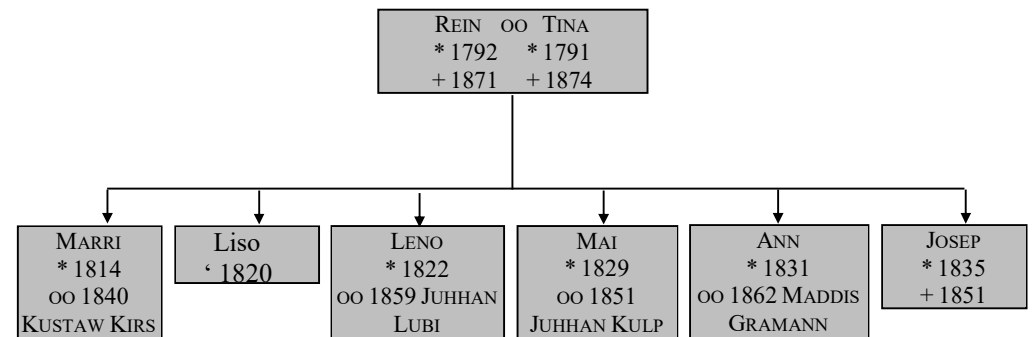 REIN OO TINA
* 1792 * 1791
+ 1871 + 1874
MARRI
* 1814
OO 1840
KUSTAW KIRS
Liso
‘ 1820
LENO
* 1822
OO 1859 JUHHAN
LUBI
MAI
* 1829
OO 1851
JUHHAN KULP
ANN
* 1831
OO 1862 MADDIS
GRAMANN
JOSEP
* 1835
+ 1851